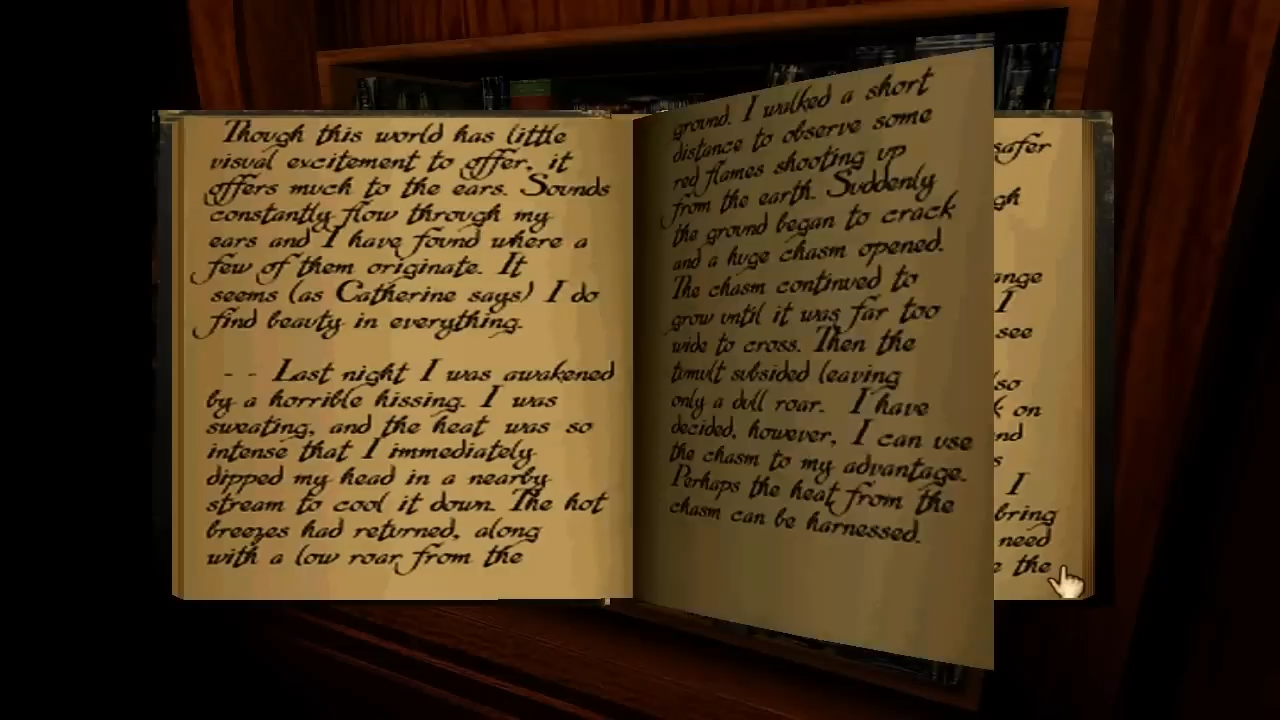 Though this world has little
visual excitement to offer, it
offers much to the ears. Sounds
constantly flow through my
ears and I have found where a
few of them originate. It
seems (as Catherine says) I do
find beauty in everything.
- - Last night I was awakened
by a horrible hissing. I was
sweating, and the heat was so
intense that I immediately
dipped my head in a nearby
stream to cool it down. The hot
breezes had returned, along
with a low roar from the
ground. I walked a short
distance to observe some
red flames shooting up
from the earth. Suddenly
the ground began to crack
and a huge chasm opened.
The chasm continued to
grow until it was far too
wide to cross. Then the
tumult subsided leaving
only a dull roar. I have
decided, however, I can use
the chasm to my advantage.
Perhaps the heat from the
chasm can be harnessed.
safer
gh
ange
I
see
so
on
nd
s
I
bring
need
e the